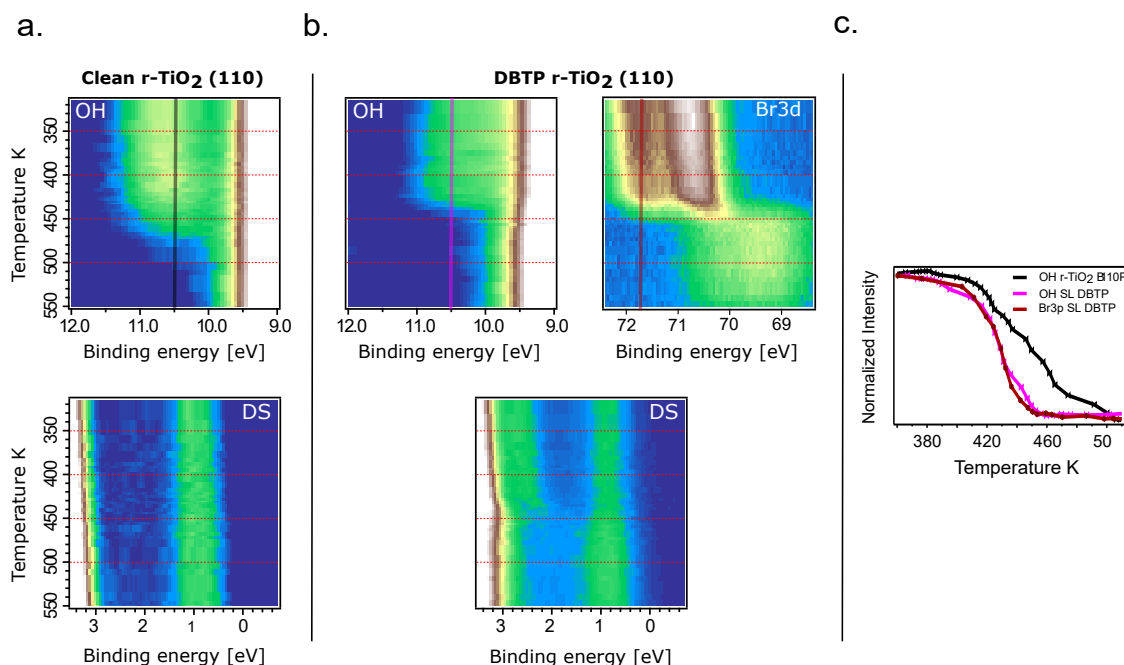 a.
b.
c.
Clean r-TiO2 (110)
DBTP r-TiO2 (110)
OH
OH
Br3d
Temperature K
350
400
450
500
550
12.0 11.0 10.0 9.0
12.0 11.0 10.0 9.0
72 71 70 69
Binding energy [eV]
Binding energy [eV]
Binding energy [eV]
Normalized Intensity
OH SL DBTP
Br3p SL DBTP
380 420 460 50
Temperature K
DS
DS
Temperature K
350
400
450
500
550
3 2 1 0
3 2 1 0
Binding energy [eV]
Binding energy [eV]